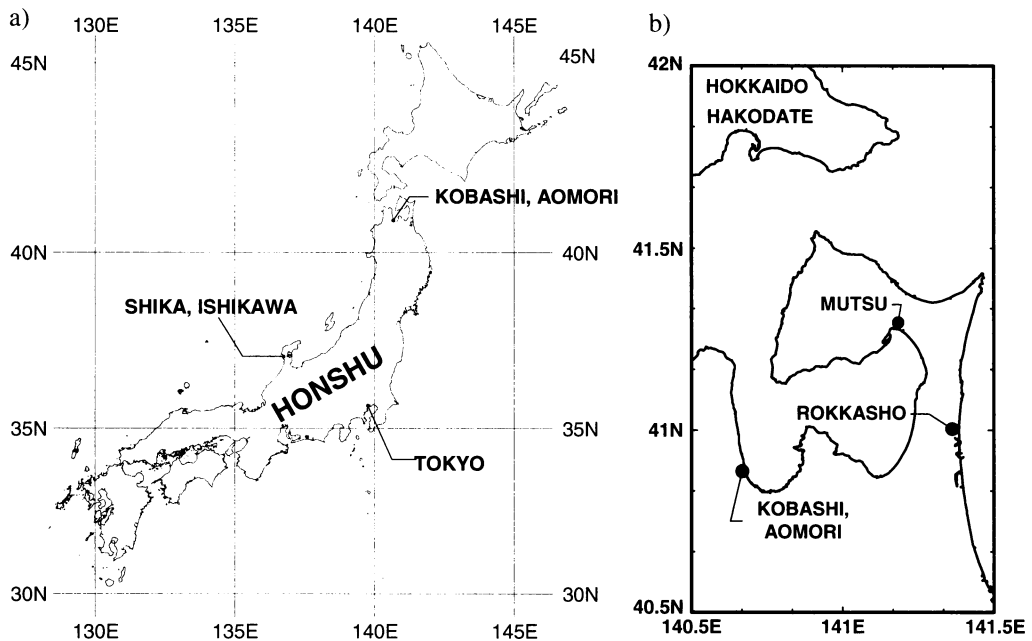 a)
130E 135E 140E 145E
45N 45N
KOBASHI, AOMORI
40N 40N
SHIKA, ISHIKAWA
HONSHU
35N 35N
TOKYO
30N 30N
130E 135E 140E 145E
b)
42N
HOKKAIDO
HAKODATE
41.5N
MUTSU
ROKKASHO
41N
KOBASHI,
AOMORI
40.5N
140.5E 141E 141.5E